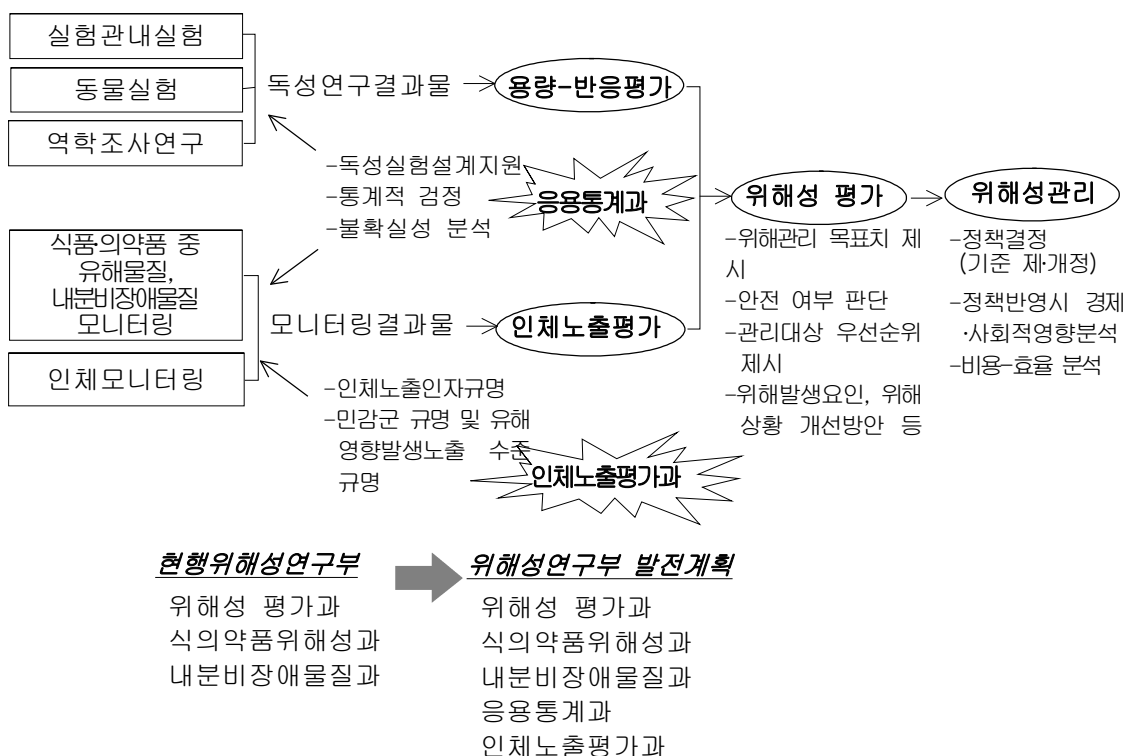 실험관내실험
동물실험
역학조사연구
독성연구결과물
용량-반응평가
-독성실험설계지원
-통계적 검정
-불확실성 분석
응용통계과
식품·의약품 중
유해물질,
내분비장애물질
모니터링
인체모니터링
모니터링결과물
인체노출평가
-인체노출인자규명
-민감군 규명 및 유해
영향발생노출 수준
규명
인체노출평가과
위해성 평가
-위해관리 목표치 제
시
-안전 여부 판단
-관리대상 우선순위
제시
-위해발생요인, 위해
상황 개선방안 등
위해성관리
-정책결정
(기준 제·개정)
-정책반영시 경제
·사회적영향분석
-비용-효율 분석
현행위해성연구부
위해성 평가과
식의약품위해성과
내분비장애물질과
위해성연구부 발전계획
위해성 평가과
식의약품위해성과
내분비장애물질과
응용통계과
인체노출평가과